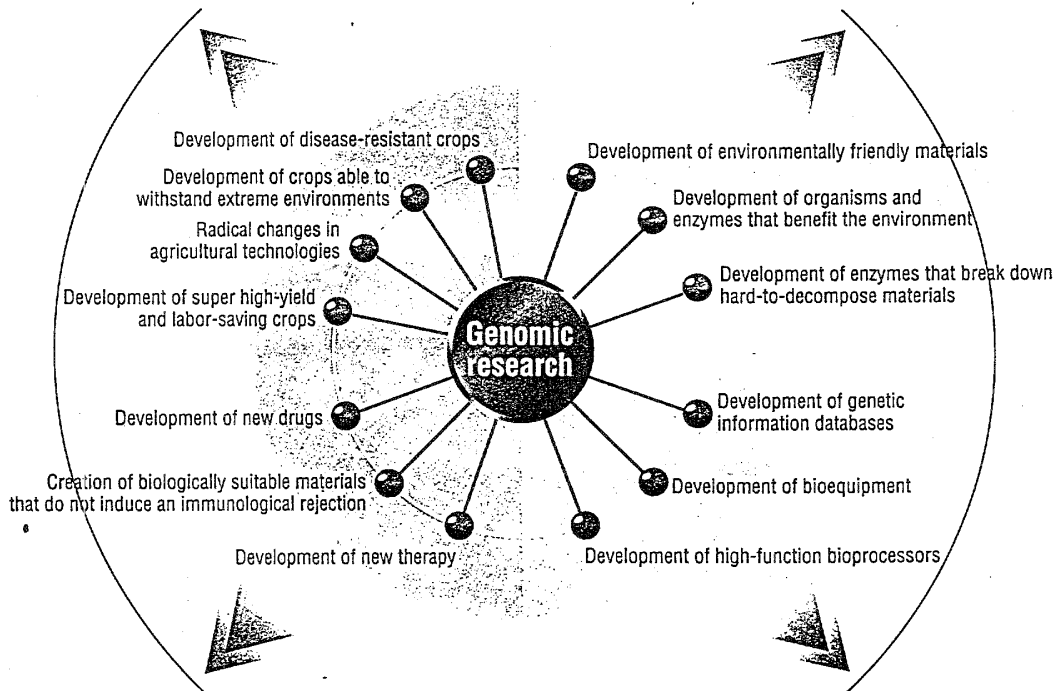 Development of disease-resistant crops
Development of crops able to
withstand extreme environments
Radical changes in
agricultural technologies
Development of super high-yield
and labor-saving crops
Development of new drugs
Creation of biologically suitable materials
that do not induce an immunological rejection
Development of new therapy
Genomic
research
Development of environmentally friendly materials
Development of organisms and
enzymes that benefit the environment
Development of enzymes that break down
hard-to-decompose materials
Development of genetic
information databases
Development of bioequipment
Development of high-function bioprocessors